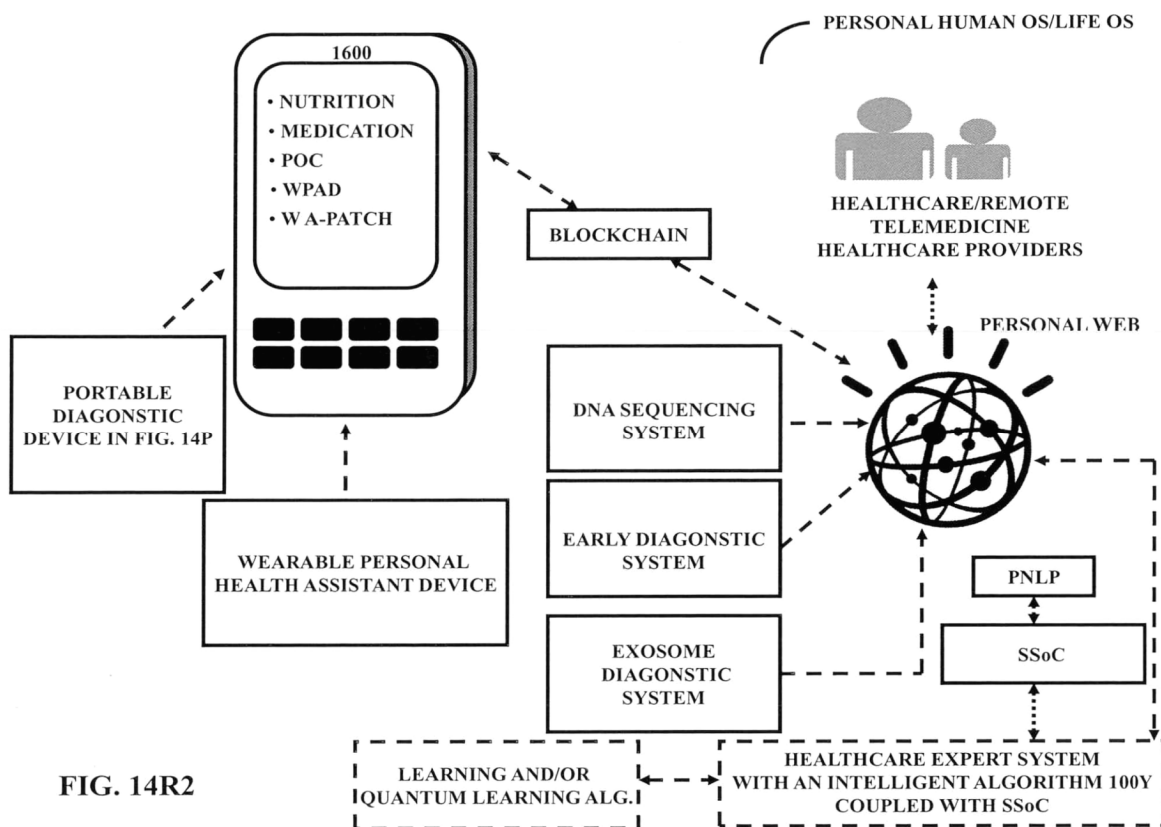 PERSONAL HUMAN OS/LIFE OS
1600
• NUTRITION
• MEDICATION
• POC
• WPAD
• W A-PATCH
BLOCKCHAIN
HEALTHCARE/REMOTE
TELEMEDICINE
HEALTHCARE PROVIDERS
PERSONAL WEB
PORTABLE
DIAGONSTIC
DEVICE IN FIG. 14P
DNA SEQUENCING
SYSTEM
WEARABLE PERSONAL
HEALTH ASSISTANT DEVICE
EARLY DIAGONSTIC
SYSTEM
PNLP
SSoC
EXOSOME
DIAGONSTIC
SYSTEM
FIG. 14R2
LEARNING AND/OR
QUANTUM LEARNING ALG.
HEALTHCARE EXPERT SYSTEM
WITH AN INTELLIGENT ALGORITHM 100Y
COUPLED WITH SSoC